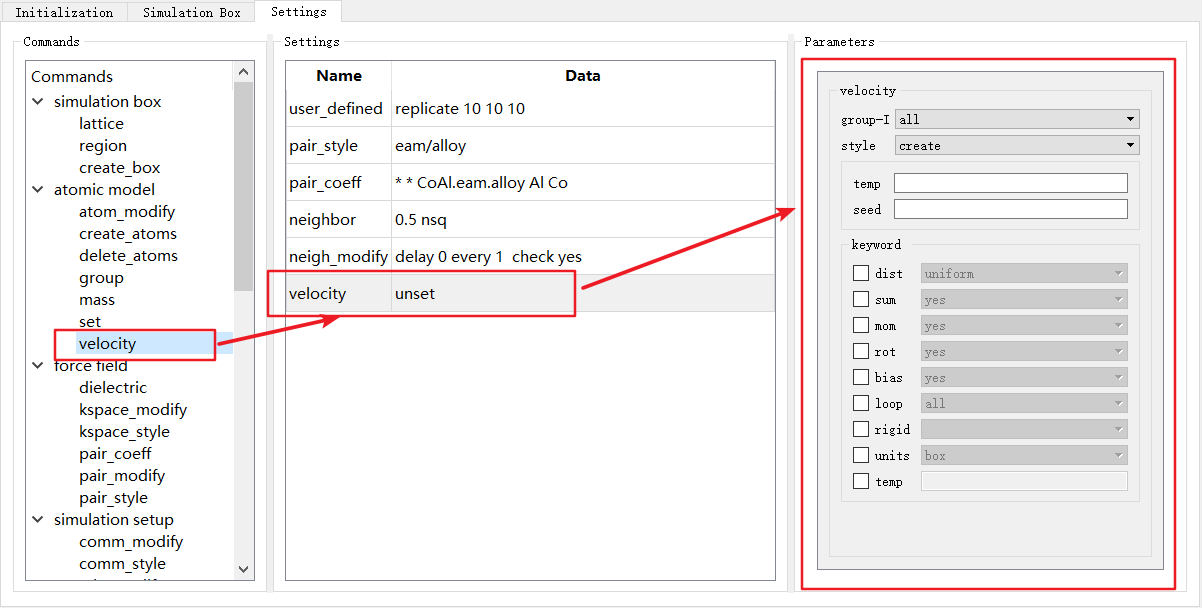 Initialization
Simulation Box
Settings
Commands
Commands
simulation box
lattice
region
create_box
atomic model
atom_modify
create_atoms
delete_atoms
group
mass
set
velocity
force field
dielectric
kspace_modify
kspace_style
pair_coeff
pair_modify
pair_style
simulation setup
comm_modify
comm_style
Settings
Name Data
user_defined replicate 10 10 10
pair_style eam/alloy
pair_coeff * * CoAl.eam.alloy Al Co
neighbor 0.5 nsq
neigh_modify delay 0 every 1  check yes
velocity unset
Parameters
velocity
group-I all
style create
temp
seed
keyword
dist uniform
sum yes
mom yes
rot yes
bias yes
loop all
rigid
units box
temp